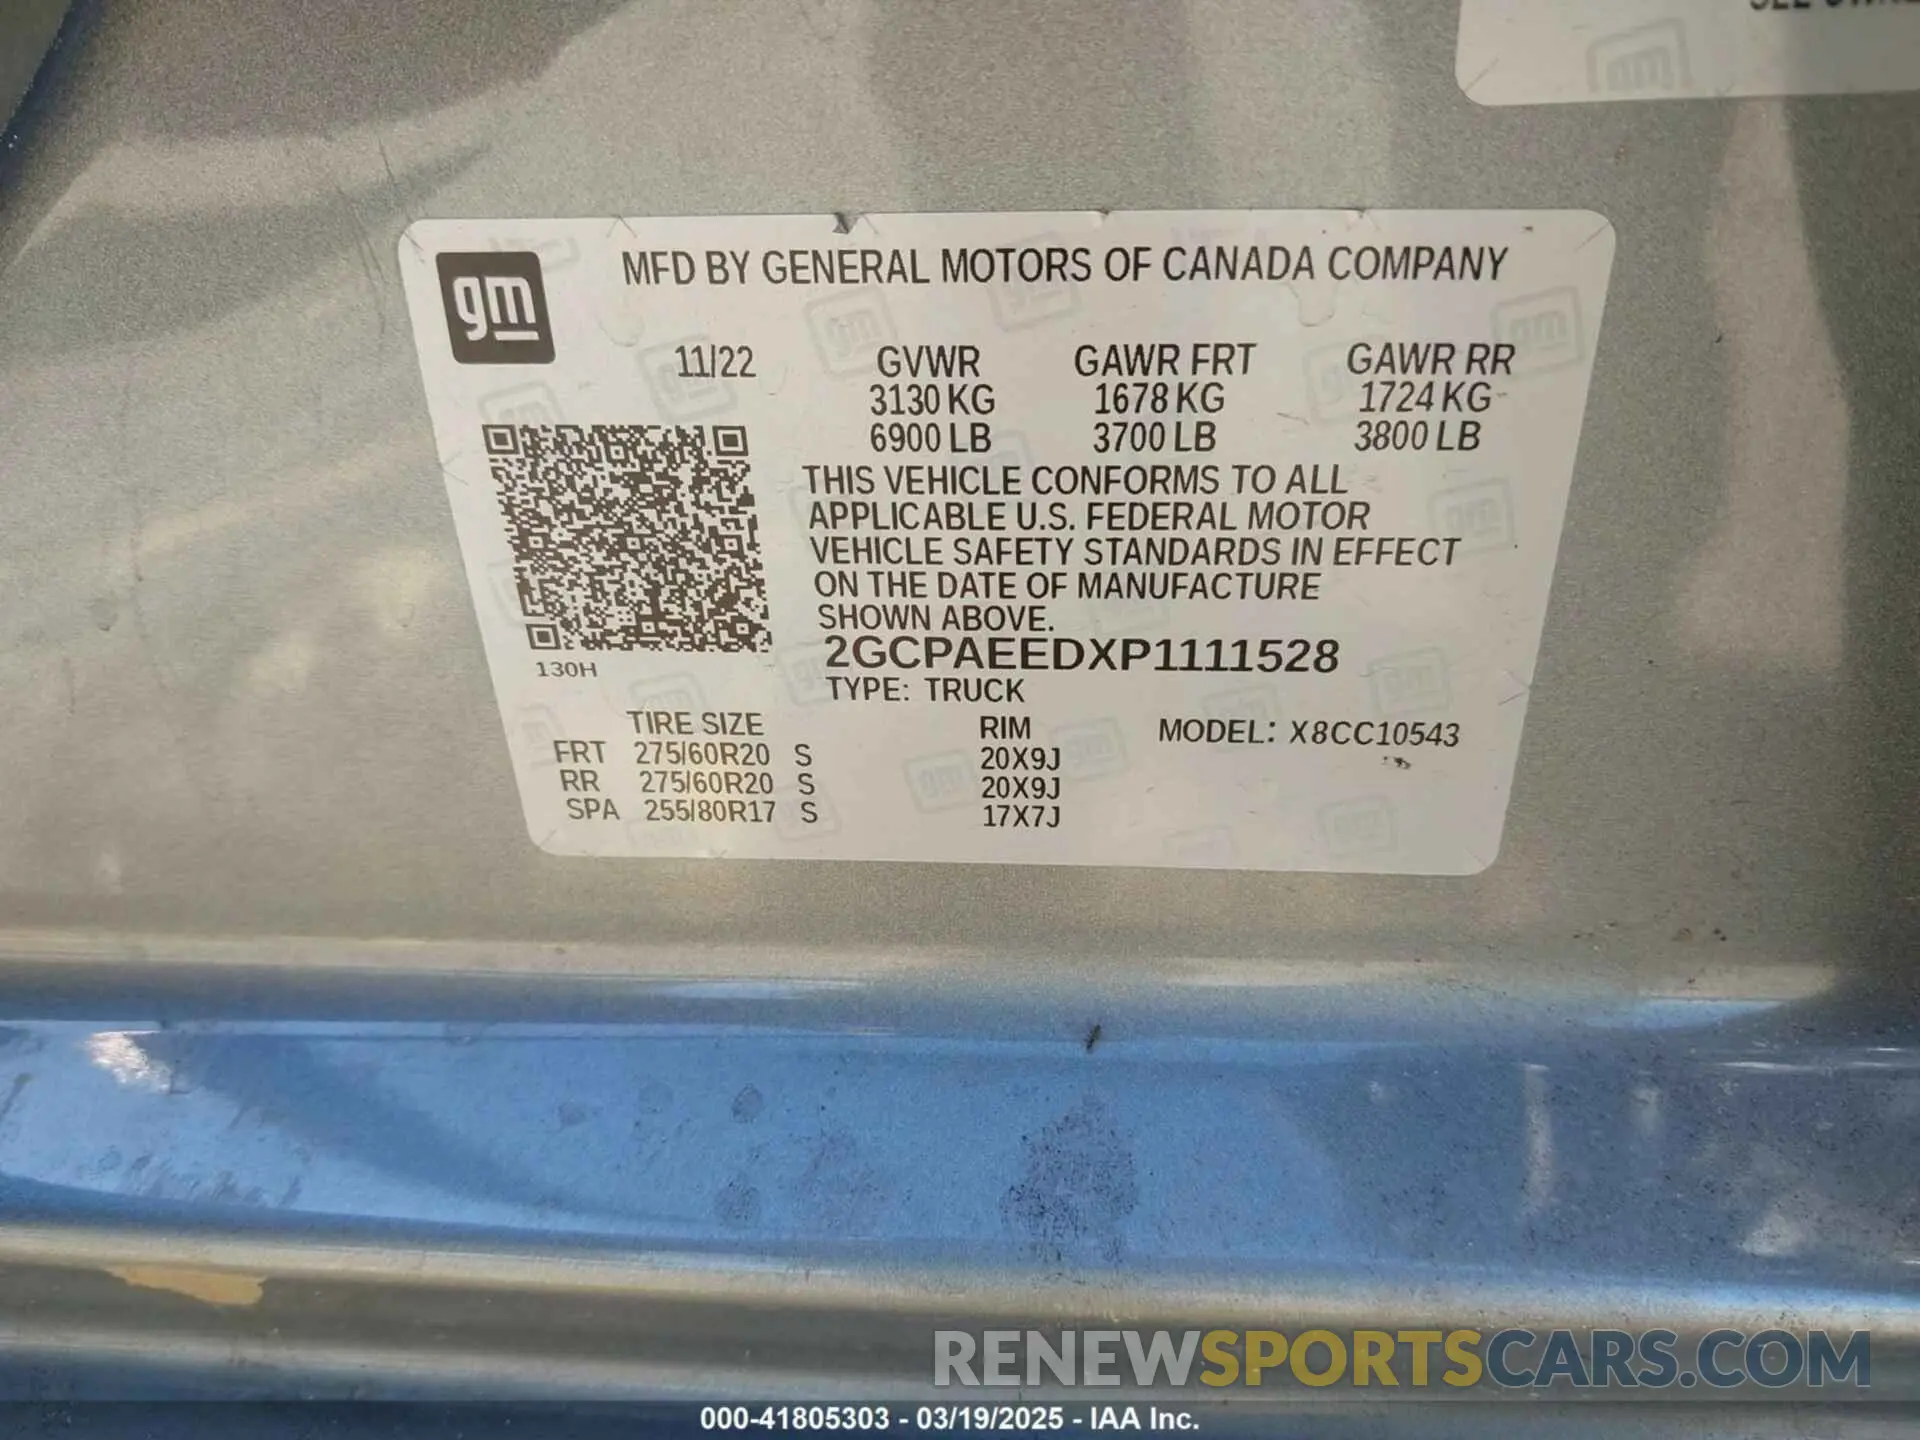 gm
MFD BY GENERAL MOTORS OF CANADA COMPANY
11/22 GVWR GAWR FRT GAWR RR
3130 KG 1678 KG 1724 KG
6900 LB 3700 LB 3800 LB
THIS VEHICLE CONFORMS TO ALL
APPLICABLE U.S. FEDERAL MOTOR
VEHICLE SAFETY STANDARDS IN EFFECT
ON THE DATE OF MANUFACTURE
SHOWN ABOVE.
2GCPAEEDXP1111528
130H
TYPE: TRUCK
TIRE SIZE RIM MODEL: X8CC10543
FRT 275/60R20 S 20X9J
RR 275/60R20 S 20X9J
SPA 255/80R17 S 17X7J
RENEWSPORTSCARS.COM
000-41805303 - 03/19/2025 - IAA Inc.